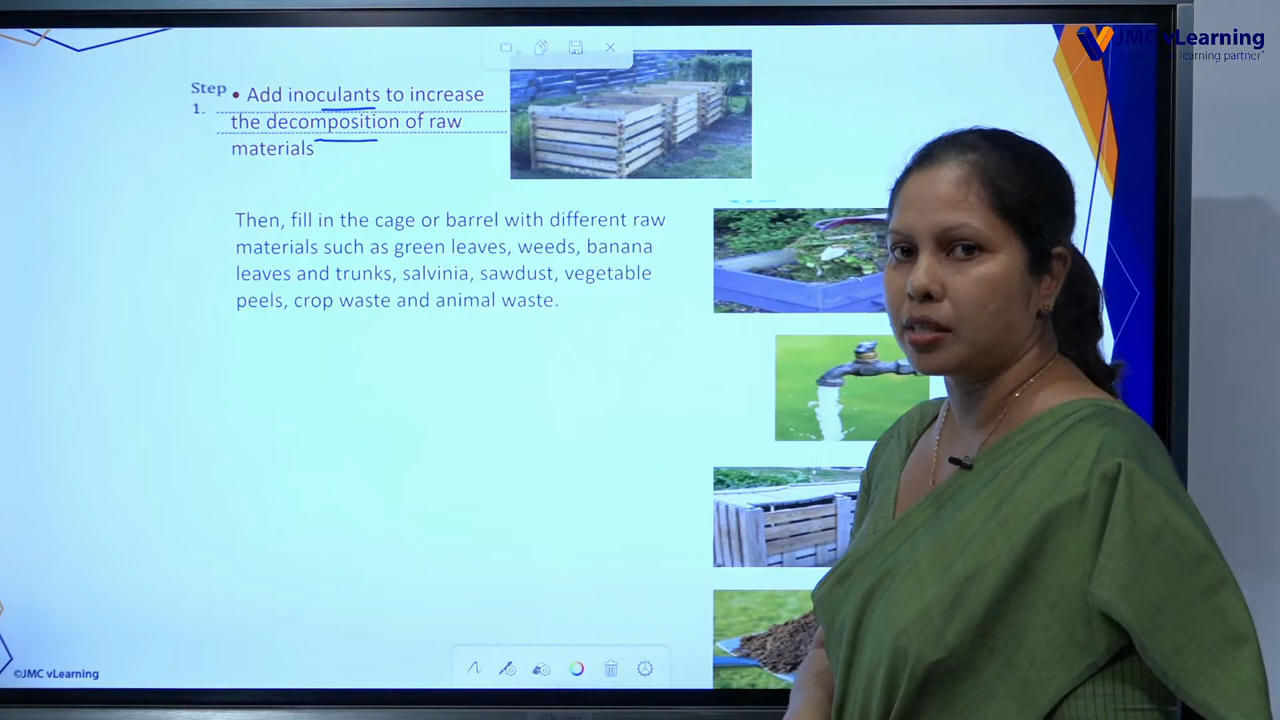 JMC vLearning
learning partner"
Step
1.
• Add inoculants to increase
the decomposition of raw
materials
Then, fill in the cage or barrel with different raw
materials such as green leaves, weeds, banana
leaves and trunks, salvinia, sawdust, vegetable
peels, crop waste and animal waste.
©JMC vLearning